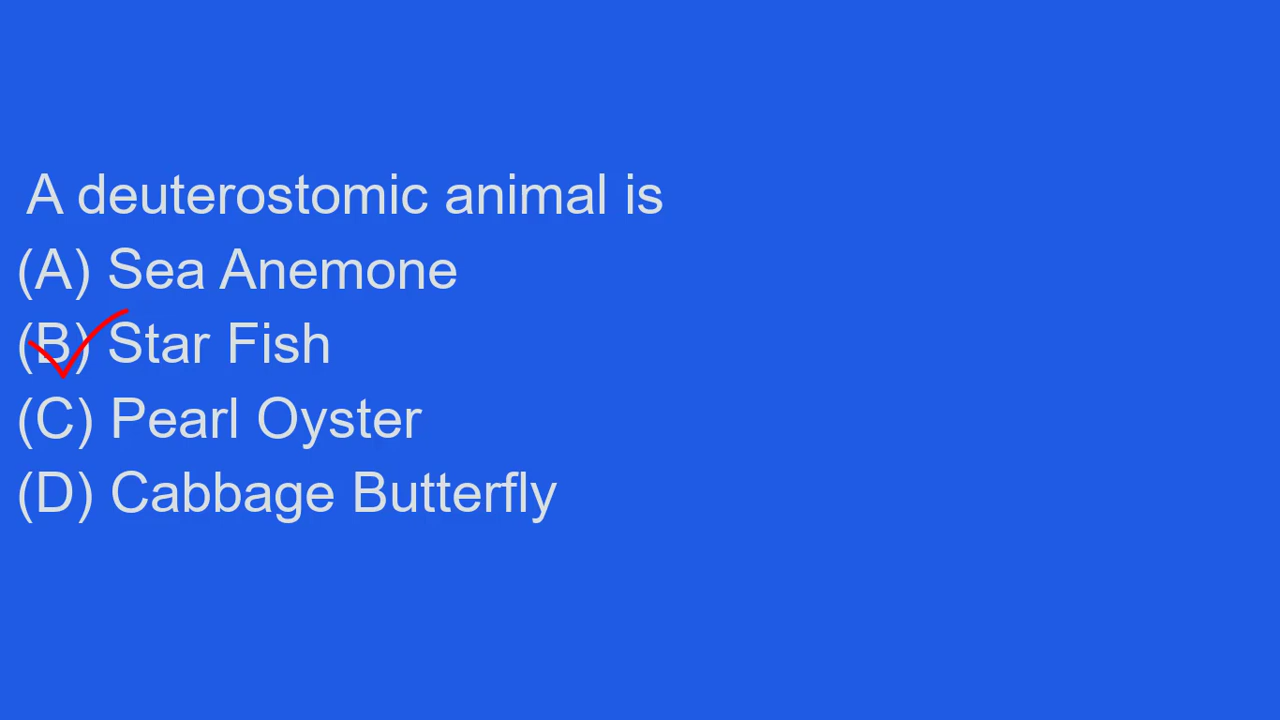 A deuterostomic animal is
(A) Sea Anemone
(B) Star Fish
(C) Pearl Oyster
(D) Cabbage Butterfly